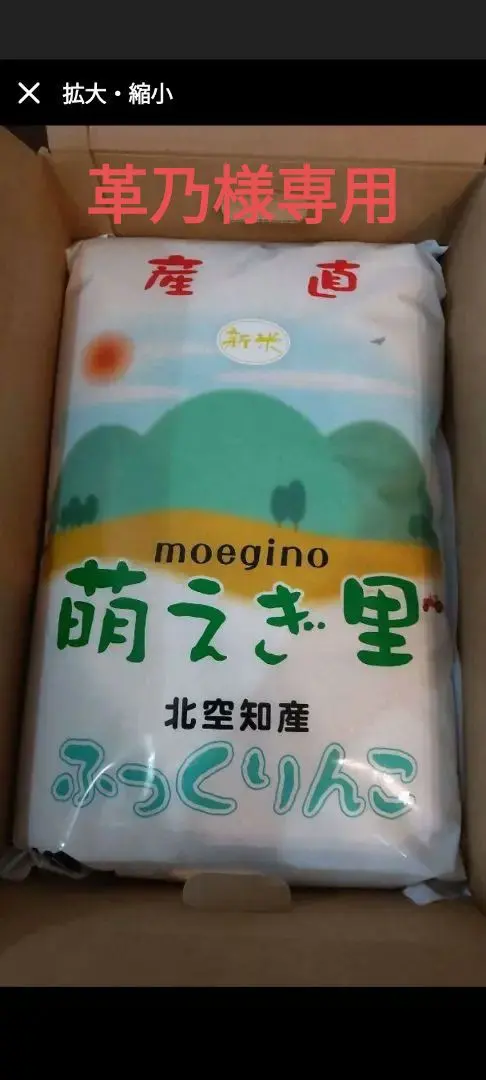 × 拡大・縮小
革乃様専用
産直
新米
moegino
萌えぎ里
北空知産
ふっくりんこ